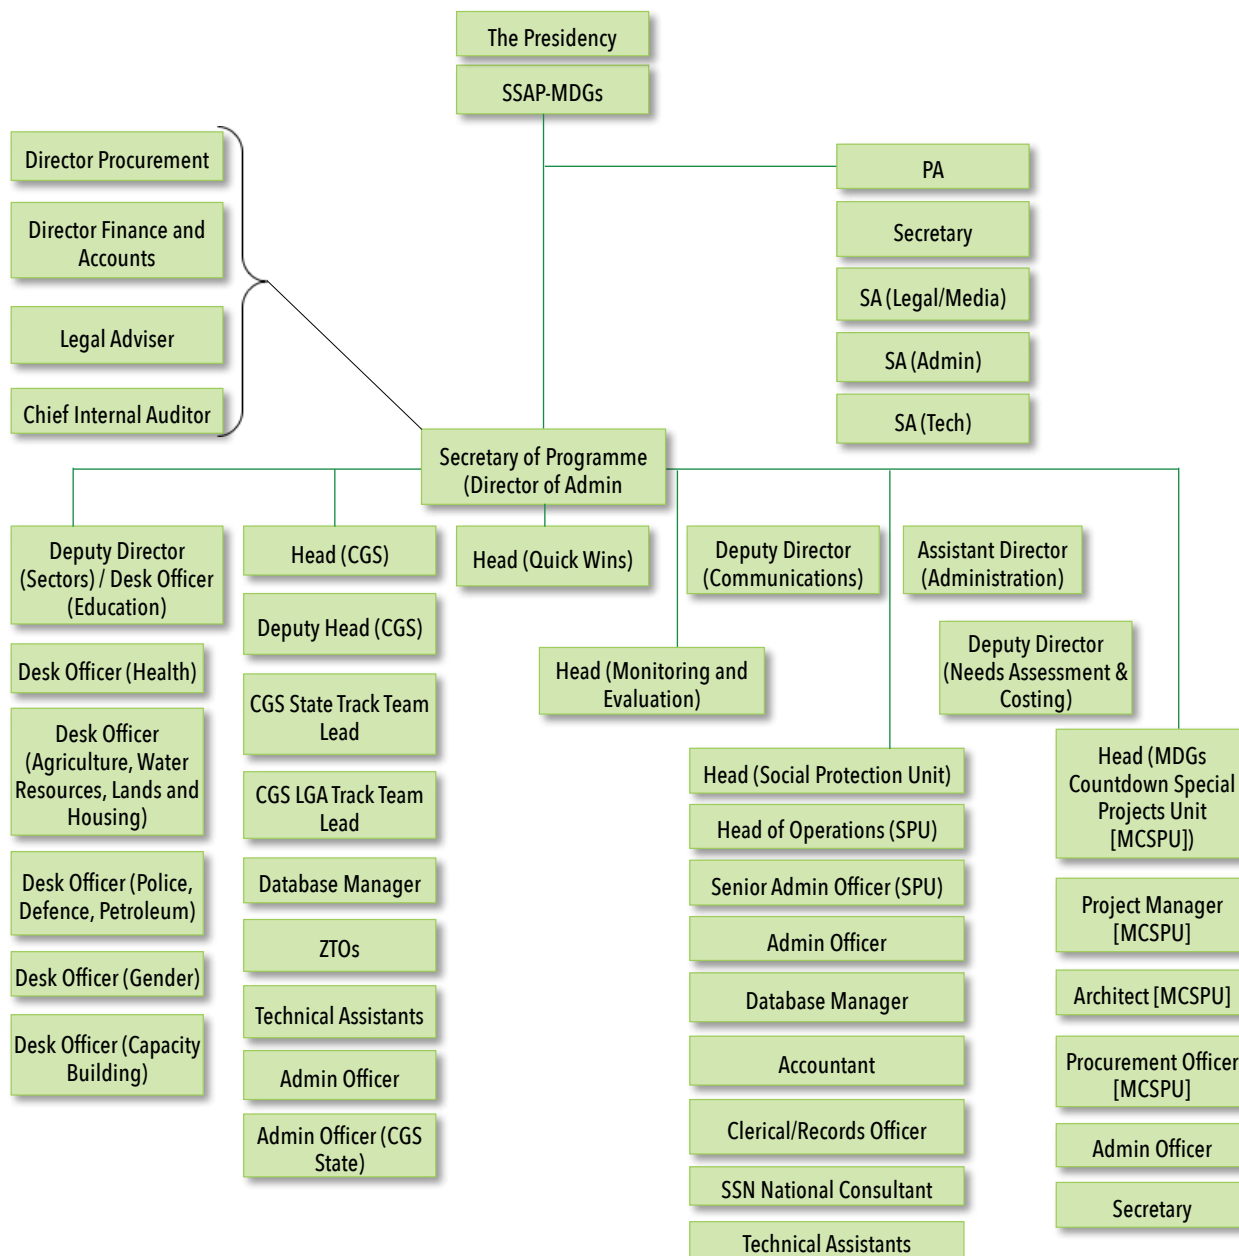 The Presidency
SSAP-MDGs
Director Procurement
Director Finance and
Accounts
Legal Adviser
Chief Internal Auditor
PA
Secretary
SA (Legal/Media)
SA (Admin)
SA (Tech)
Secretary of Programme
(Director of Admin
Deputy Director
(Sectors) / Desk Officer
(Education)
Desk Officer (Health)
Desk Officer
(Agriculture, Water
Resources, Lands and
Housing)
Desk Officer (Police,
Defence, Petroleum)
Desk Officer (Gender)
Desk Officer (Capacity
Building)
Head (CGS)
Deputy Head (CGS)
CGS State Track Team
Lead
CGS LGA Track Team
Lead
Database Manager
ZTOs
Technical Assistants
Admin Officer
Admin Officer (CGS
State)
Head (Quick Wins)
Head (Monitoring and
Evaluation)
Deputy Director
(Communications)
Assistant Director
(Administration)
Deputy Director
(Needs Assessment &
Costing)
Head (Social Protection Unit)
Head of Operations (SPU)
Senior Admin Officer (SPU)
Admin Officer
Database Manager
Accountant
Clerical/Records Officer
SSN National Consultant
Technical Assistants
Head (MDGs
Countdown Special
Projects Unit
[MCSPU])
Project Manager
[MCSPU]
Architect [MCSPU]
Procurement Officer
[MCSPU]
Admin Officer
Secretary